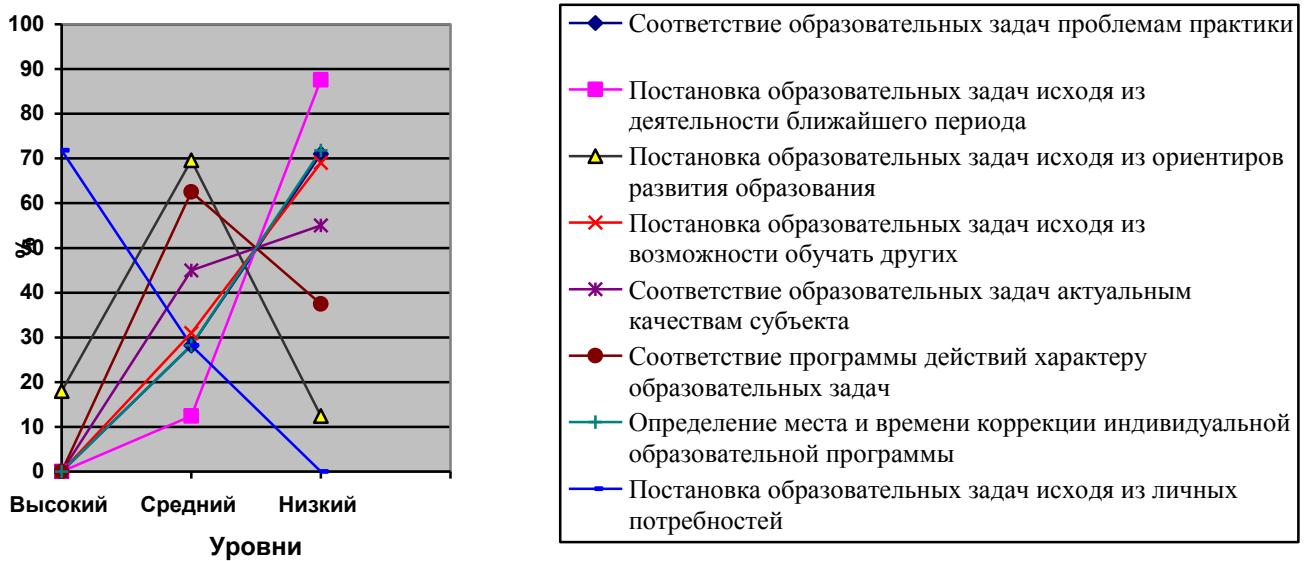 100
90
80
70
60
50
40
30
20
10
0
%
Высокий Средний Низкий
Уровни
Соответствие образовательных задач проблемам практики
Постановка образовательных задач исходя из
деятельности ближайшего периода
Постановка образовательных задач исходя из ориентиров
развития образования
Постановка образовательных задач исходя из
возможности обучать других
Соответствие образовательных задач актуальным
качествам субъекта
Соответствие программы действий характеру
образовательных задач
Определение места и времени коррекции индивидуальной
образовательной программы
Постановка образовательных задач исходя из личных
потребностей